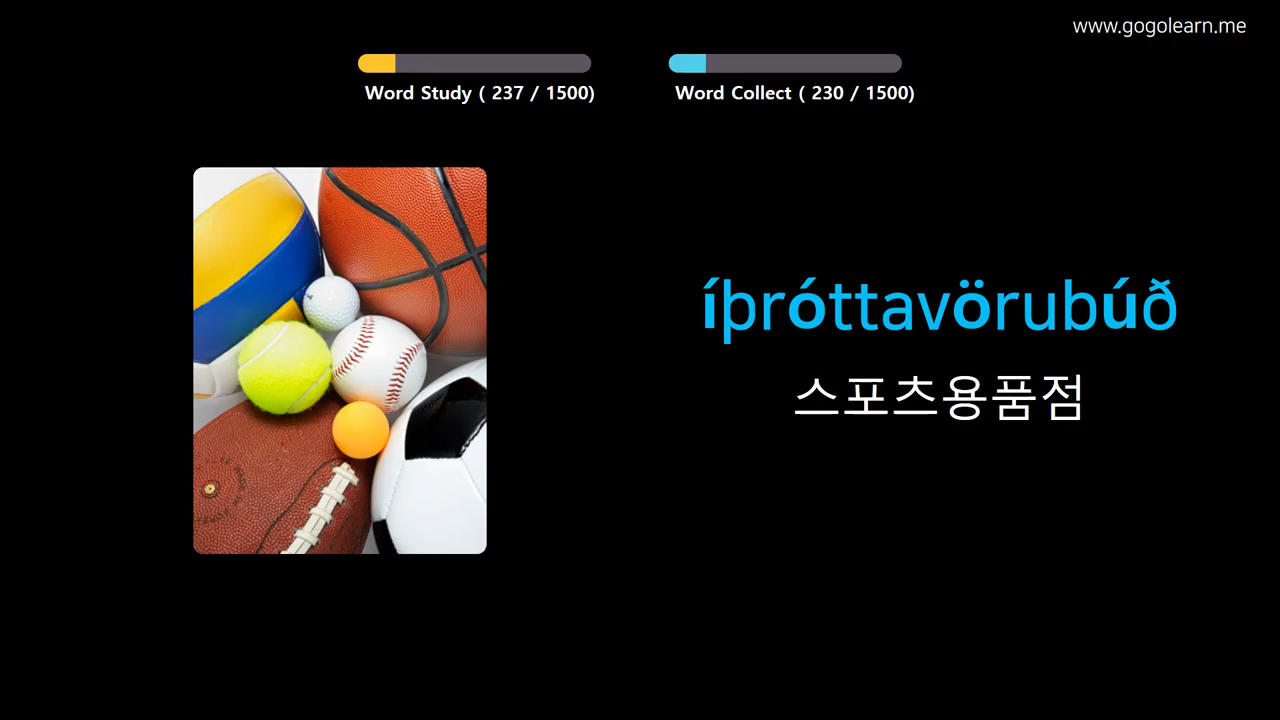 www.gogolearn.me
Word Study ( 237 / 1500)
Word Collect ( 230 / 1500)
íþróttavörubúð
스포츠용품점